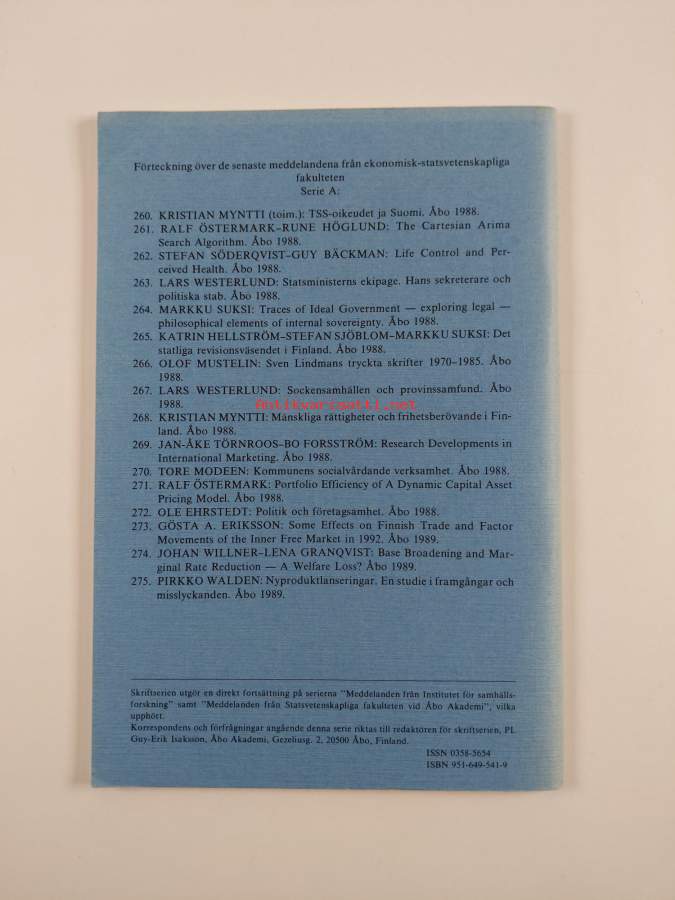 Förteckning över de senaste meddelandena från ekonomisk-statsvetenskapliga
fakulteten
Serie A:
260. KRISTIAN MYNTTI (toim.): TSS-oikeudet ja Suomi. Åbo 1988.
261. RALF ÖSTERMARK–RUNE HÖGLUND: The Cartesian Arima
Search Algorithm. Åbo 1988.
262. STEFAN SÖDERQVIST–GUY BÄCKMAN: Life Control and Per-
ceived Health. Åbo 1988.
263. LARS WESTERLUND: Statsministerns ekipage. Hans sekreterare och
politiska stab. Åbo 1988.
264. MARKKU SUKSI: Traces of Ideal Government — exploring legal —
philosophical elements of internal sovereignty. Åbo 1988.
265. KATRIN HELLSTRÖM–STEFAN SJÖBLOM–MARKKU SUKSI: Det
statliga revisionsväsendet i Finland. Åbo 1988.
266. OLOF MUSTELIN: Sven Lindmans tryckta skrifter 1970–1985. Åbo
1988.
267. LARS WESTERLUND: Sockensamhällen och provinssamfund. Åbo
1988.
Antikvariaatti.net
268. KRISTIAN MYNTTI: Mänskliga rättigheter och frihetsberövande i Fin-
land. Åbo 1988.
269. JAN-ÅKE TÖRNROOS–BO FORSSTRÖM: Research Developments in
International Marketing. Åbo 1988.
270. TORE MODEEN: Kommunens socialvårdande verksamhet. Åbo 1988.
271. RALF ÖSTERMARK: Portfolio Efficiency of A Dynamic Capital Asset
Pricing Model. Åbo 1988.
272. OLE EHRSTEDT: Politik och företagsamhet. Åbo 1988.
273. GÖSTA A. ERIKSSON: Some Effects on Finnish Trade and Factor
Movements of the Inner Free Market in 1992. Åbo 1989.
274. JOHAN WILLNER–LENA GRANQVIST: Base Broadening and Mar-
ginal Rate Reduction — A Welfare Loss? Åbo 1989.
275. PIRKKO WALDEN: Nyproduktlanseringar. En studie i framgångar och
misslyckanden. Åbo 1989.
Skriftserien utgör en direkt fortsättning på serierna "Meddelanden från Institutet för samhälls-
forskning" samt "Meddelanden från Statsvetenskapliga fakulteten vid Åbo Akademi", vilka
upphört.
Korrespondens och förfrågningar angående denna serie riktas till redaktören för skriftserien, PL
Guy-Erik Isaksson, Åbo Akademi, Gezeliusg. 2, 20500 Åbo, Finland.
ISSN 0358-5654
ISBN 951-649-541-9